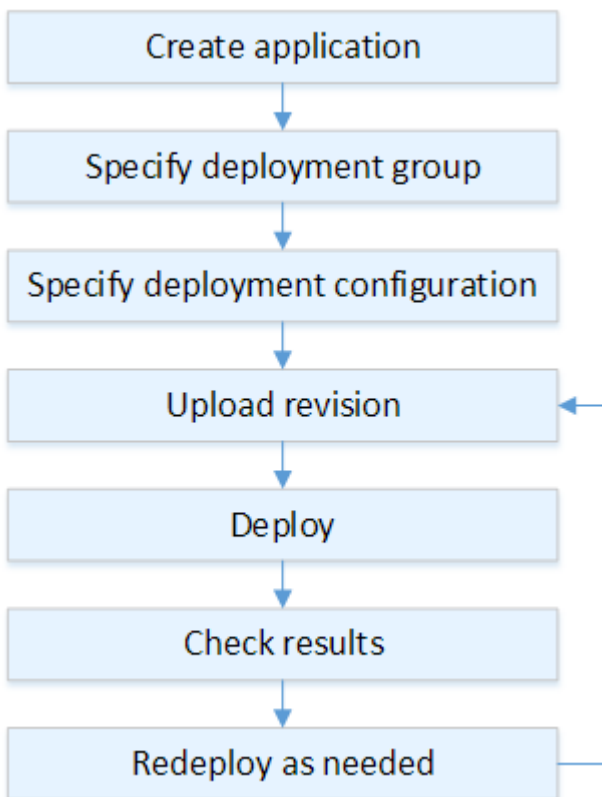 Create application
Specify deployment group
Specify deployment configuration
Upload revision
Deploy
Check results
Redeploy as needed